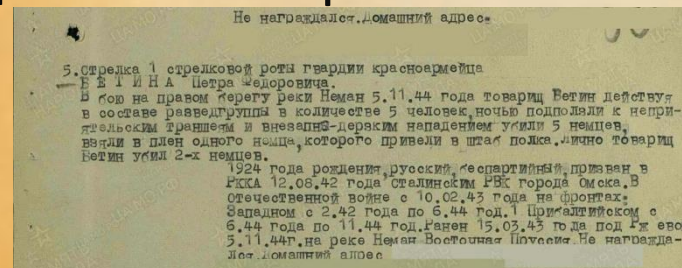 Не награждался.Домашний адрес:
5.Стрелка 1 стрелковой роты гвардии красноармейца
ВЕТИНА Петра Федоровича.
В бою на правом берегу реки Неман 5.11.44 года товарищ Ветин действуя
в составе разведгруппы в количестве 5 человек,ночью подползли к непри-
ятельским траншеям и внезапны-дерзким нападением убили 5 немцев,
взяли в плен одного немца,которого привели в штаб полка.Лично товарищ
Ветин убил 2-х немцев.
1924 года рождения,русский,беспартийный,призван в
РККА 12.08.42 года Сталинским РВК города Омска.В
Отечественной войне с 10.02.43 года на фронтах:
Западном с 2.42 года по 6.44 год.1 Прибалтийском с
6.44 года по 11.44 год.Ранен 15.03.43 года под Ржево
5.11.44г.на реке Неман Восточная Пруссия.Не награжда-
лся.Домашний адрес